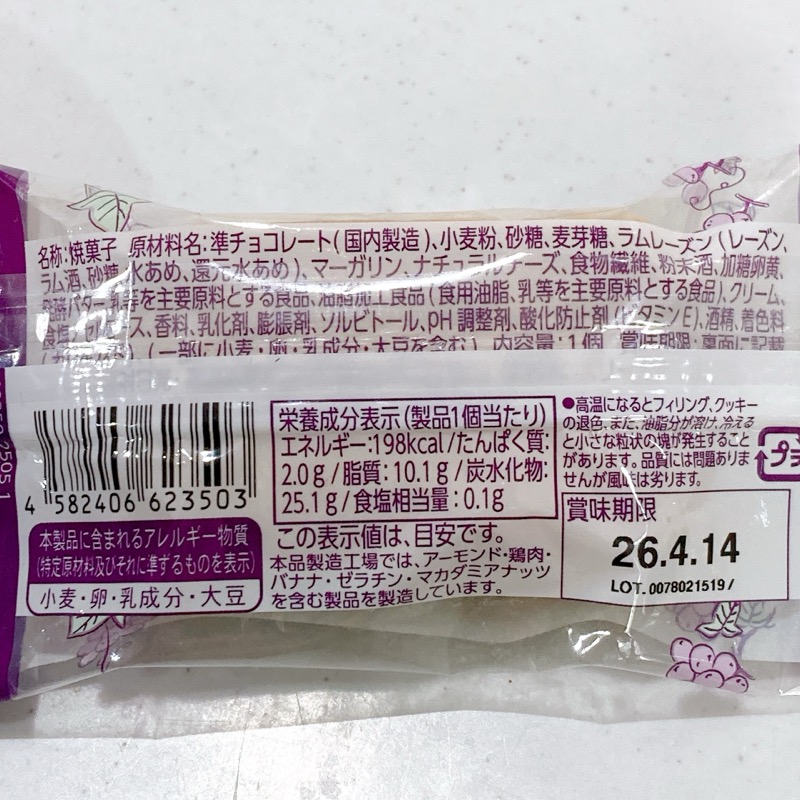 名称:焼菓子 原材料名:準チョコレート(国内製造)、小麦粉、砂糖、麦芽糖、ラムレーズン(レーズン、
ラム酒、砂糖、水あめ、還元水あめ)、マーガリン、ナチュラルチーズ、食物繊維、粉末酒、加糖卵黄、
発酵バター、乳等を主要原料とする食品、油脂加工食品(食用油脂、乳等を主要原料とする食品)、クリーム、
食塩/セルロース、香料、乳化剤、膨脹剤、ソルビトール、pH調整剤、酸化防止剤(ビタミンE)、酒精、着色料
(一部に小麦・卵・乳成分・大豆を含む) 内容量:1個 賞味期限:裏面に記載
4 582406 623503
本製品に含まれるアレルギー物質
(特定原材料及びそれに準ずるものを表示)
小麦・卵・乳成分・大豆
栄養成分表示(製品1個当たり)
エネルギー:198kcal/たんぱく質:
2.0g/脂質:10.1g/炭水化物:
25.1g/食塩相当量:0.1g
この表示値は、目安です。
本品製造工場では、アーモンド・鶏肉・
バナナ・ゼラチン・マカダミアナッツ
を含む製品を製造しています。
●高温になるとフィリング、クッキー
の退色、また、油脂分が溶け、冷える
と小さな粒状の塊が発生すること
があります。品質には問題ありま
せんが風味は劣ります。
プラ
賞味期限
26.4.14
LOT. 0078021519/